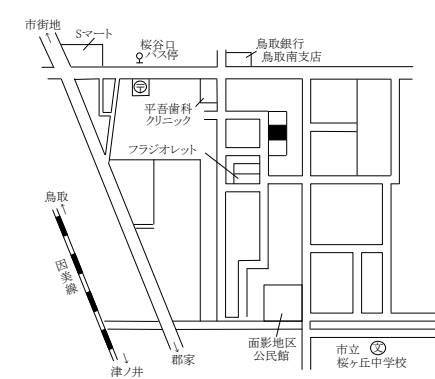 市街地
Sマート
桜谷口
バス停
鳥取銀行
鳥取南支店
平吾歯科
クリニック
フラジオレット
鳥取
因美線
面影地区
公民館
市立
桜ヶ丘中学校
文
郡家
津ノ井